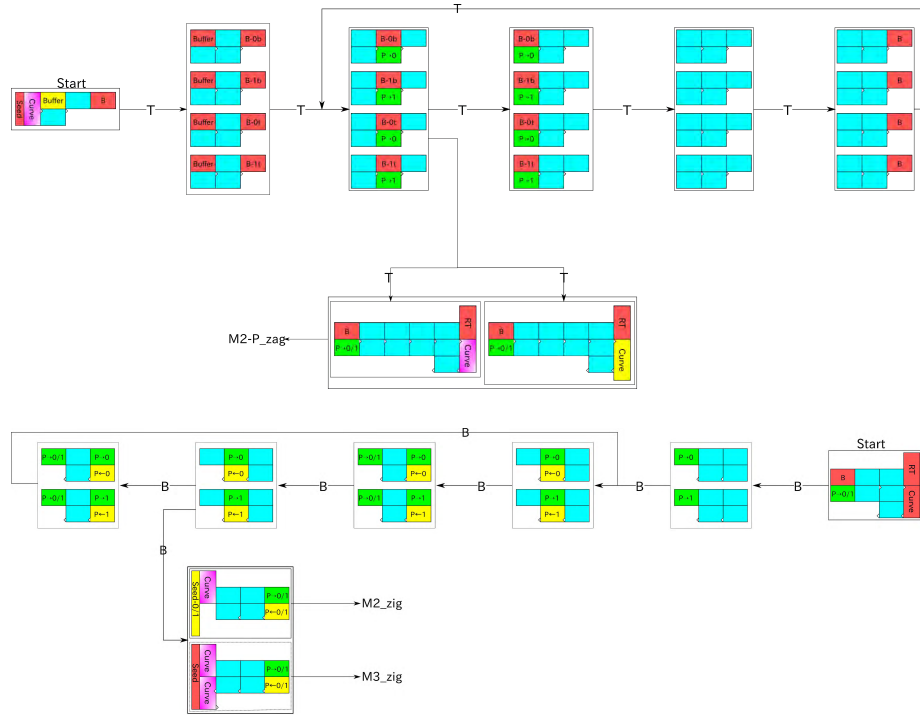 T
Start
Seed
Curve
Buffer
B
T
Buffer
B-0b
Buffer
B-1b
Buffer
B-0t
Buffer
B-1t
T
B-0b
P→0
B-1b
P→1
B-0t
P→0
B-1t
P→1
T
B-0b
P→0
B-1b
P→1
B-0t
P→0
B-1t
P→1
T
T
B
B
B
B
T
T
M2-P_zag
B
P→0/1
RT
Curve
B
P→0/1
RT
Curve
B
P→0/1
P→0
P←0
P→0/1
P→1
P←1
B
P→0
P←0
P→1
P←1
B
P→0/1
P→0
P←0
P→0/1
P→1
P←1
B
P→0
P←0
P→1
P←1
B
P→0
P→1
B
Start
B
P→0/1
RT
Curve
B
Seed-0/1
Curve
P→0/1
P←0/1
M2_zig
Seed
Curve
Curve
P→0/1
P←0/1
M3_zig